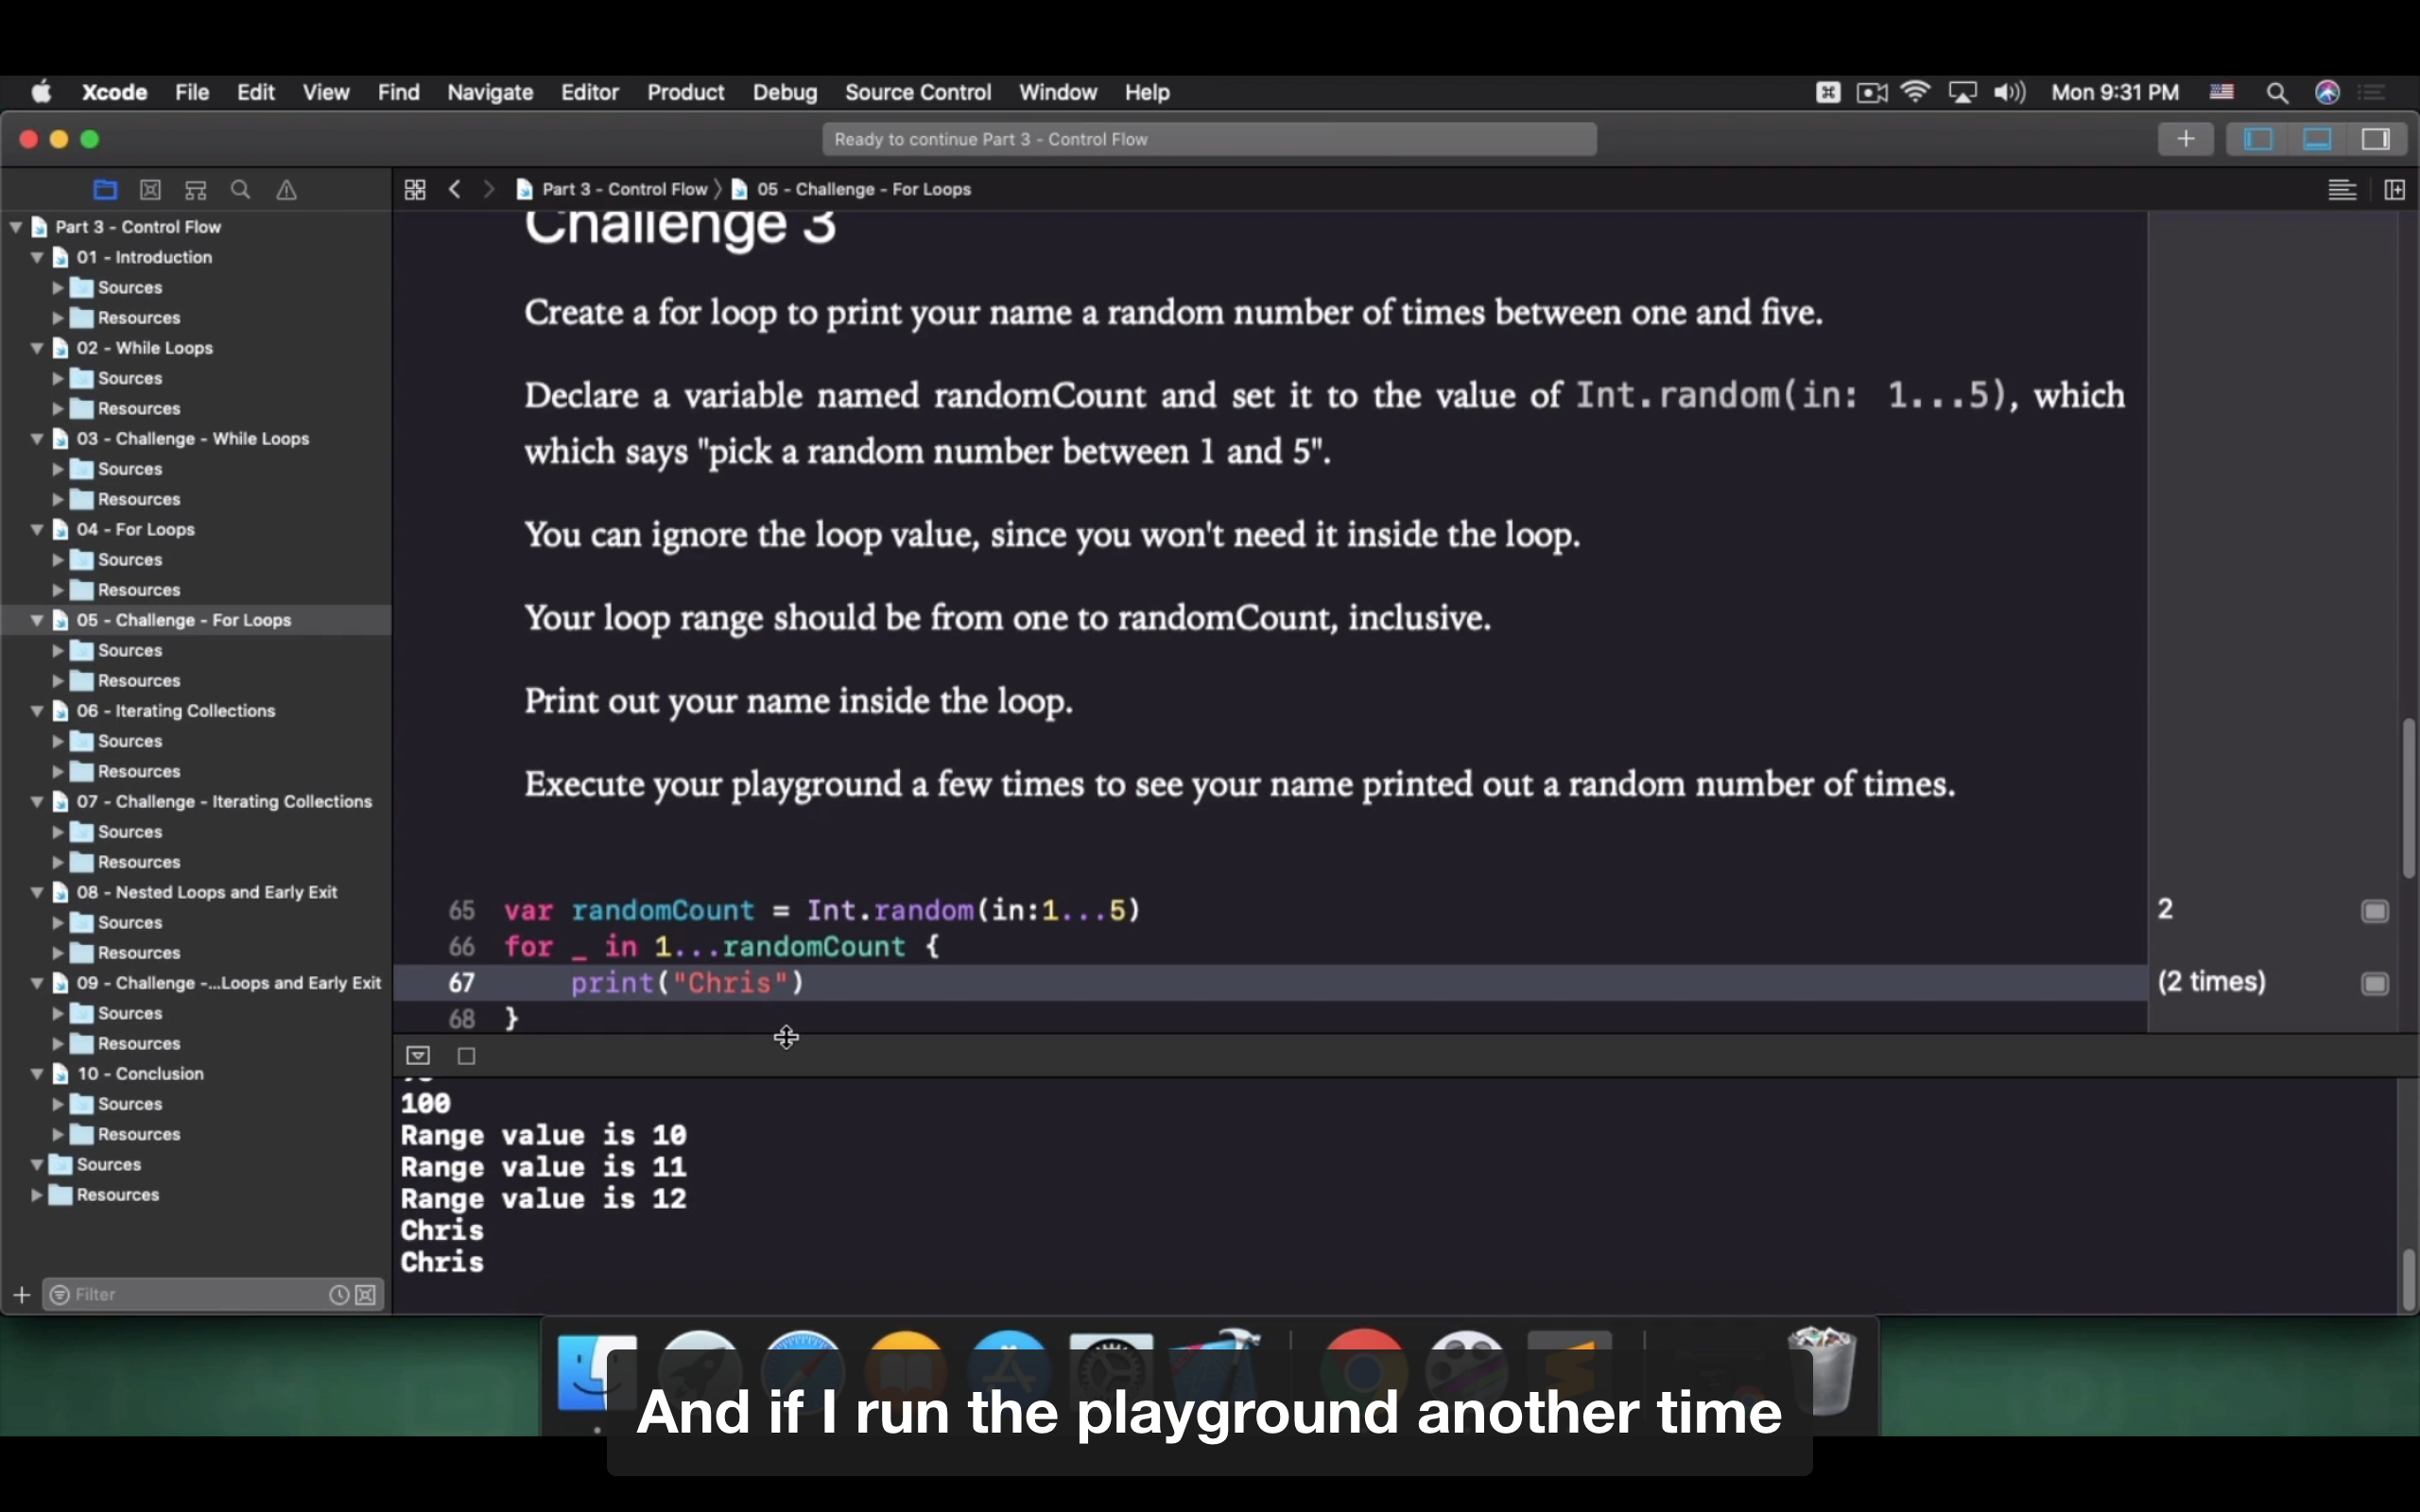 Xcode File Edit View Find Navigate Editor Product Debug Source Control Window Help Mon 9:31 PM
Ready to continue Part 3 - Control Flow
Part 3 - Control Flow 05 - Challenge - For Loops
Part 3 - Control Flow
01 - Introduction
Sources
Resources
02 - While Loops
Sources
Resources
03 - Challenge - While Loops
Sources
Resources
04 - For Loops
Sources
Resources
05 - Challenge - For Loops
Sources
Resources
06 - Iterating Collections
Sources
Resources
07 - Challenge - Iterating Collections
Sources
Resources
08 - Nested Loops and Early Exit
Sources
Resources
09 - Challenge -...Loops and Early Exit
Sources
Resources
10 - Conclusion
Sources
Resources
Sources
Resources
Filter
Challenge 3
Create a for loop to print your name a random number of times between one and five.
Declare a variable named randomCount and set it to the value of Int.random(in: 1...5), which
which says "pick a random number between 1 and 5".
You can ignore the loop value, since you won't need it inside the loop.
Your loop range should be from one to randomCount, inclusive.
Print out your name inside the loop.
Execute your playground a few times to see your name printed out a random number of times.
65 var randomCount = Int.random(in:1...5) 2
66 for _ in 1...randomCount {
67 print("Chris") (2 times)
68 }
100
Range value is 10
Range value is 11
Range value is 12
Chris
Chris
And if I run the playground another time